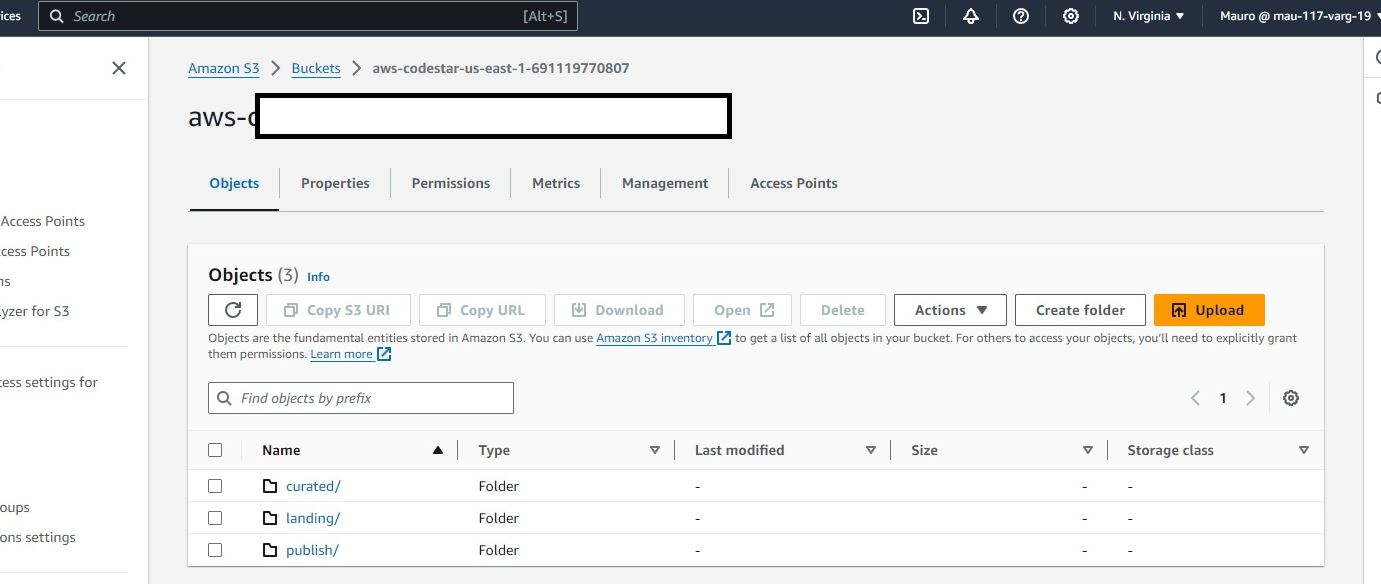 ices Search [Alt+S] N. Virginia Mauro @ mau-117-varg-19
Amazon S3 Buckets aws-codestar-us-east-1-691119770807
aws-c
Objects Properties Permissions Metrics Management Access Points
Access Points
cess Points
ns
lyzer for S3
cess settings for
oups
ons settings
Objects (3) Info
Copy S3 URI Copy URL Download Open Delete Actions Create folder Upload
Objects are the fundamental entities stored in Amazon S3. You can use Amazon S3 inventory to get a list of all objects in your bucket. For others to access your objects, you'll need to explicitly grant
them permissions. Learn more
Find objects by prefix 1
Name Type Last modified Size Storage class
curated/ Folder - - -
landing/ Folder - - -
publish/ Folder - - -